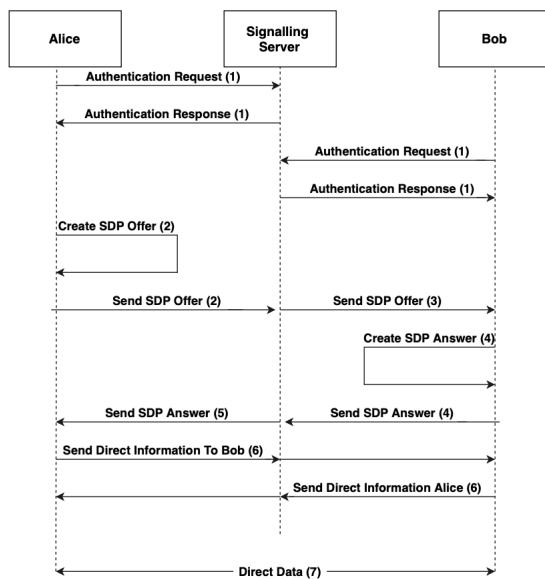 Alice
Signalling
Server
Bob
Authentication Request (1)
Authentication Response (1)
Authentication Request (1)
Authentication Response (1)
Create SDP Offer (2)
Send SDP Offer (2)
Send SDP Offer (3)
Create SDP Answer (4)
Send SDP Answer (5)
Send SDP Answer (4)
Send Direct Information To Bob (6)
Send Direct Information Alice (6)
Direct Data (7)